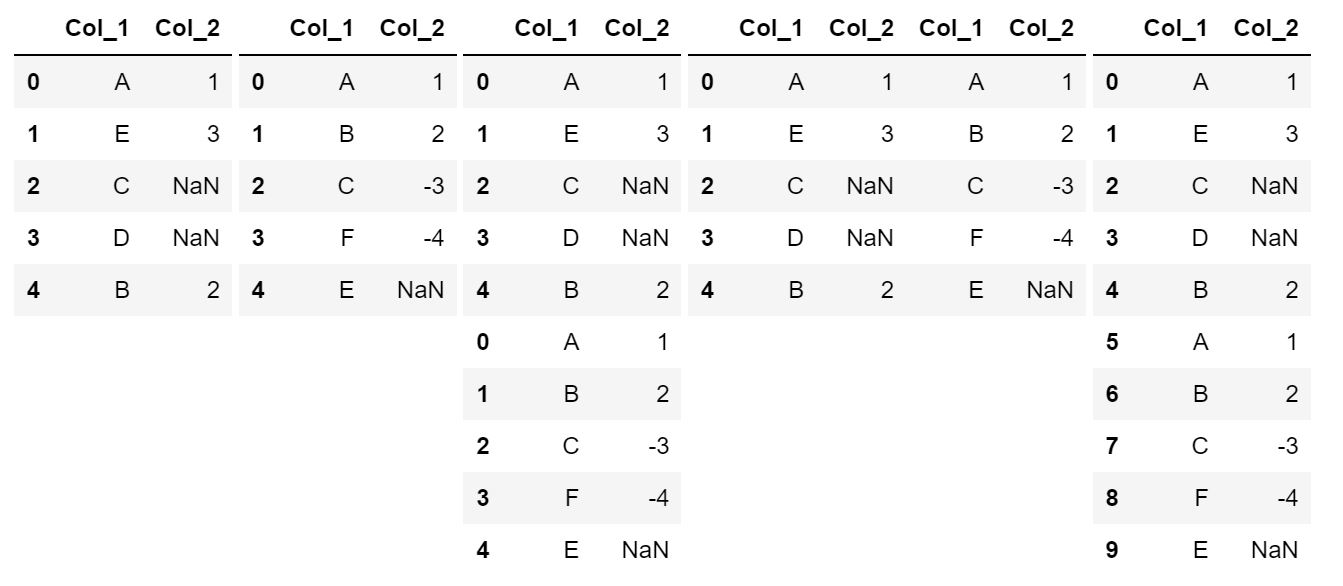 Col_1 Col_2 Col_1 Col_2 Col_1 Col_2 Col_1 Col_2 Col_1 Col_2 Col_1 Col_2
0 A 1 0 A 1 0 A 1 0 A 1 A 1 0 A 1
1 E 3 1 B 2 1 E 3 1 E 3 B 2 1 E 3
2 C NaN 2 C -3 2 C NaN 2 C NaN C -3 2 C NaN
3 D NaN 3 F -4 3 D NaN 3 D NaN F -4 3 D NaN
4 B 2 4 E NaN 4 B 2 4 B 2 E NaN 4 B 2
0 A 1 5 A 1
1 B 2 6 B 2
2 C -3 7 C -3
3 F -4 8 F -4
4 E NaN 9 E NaN